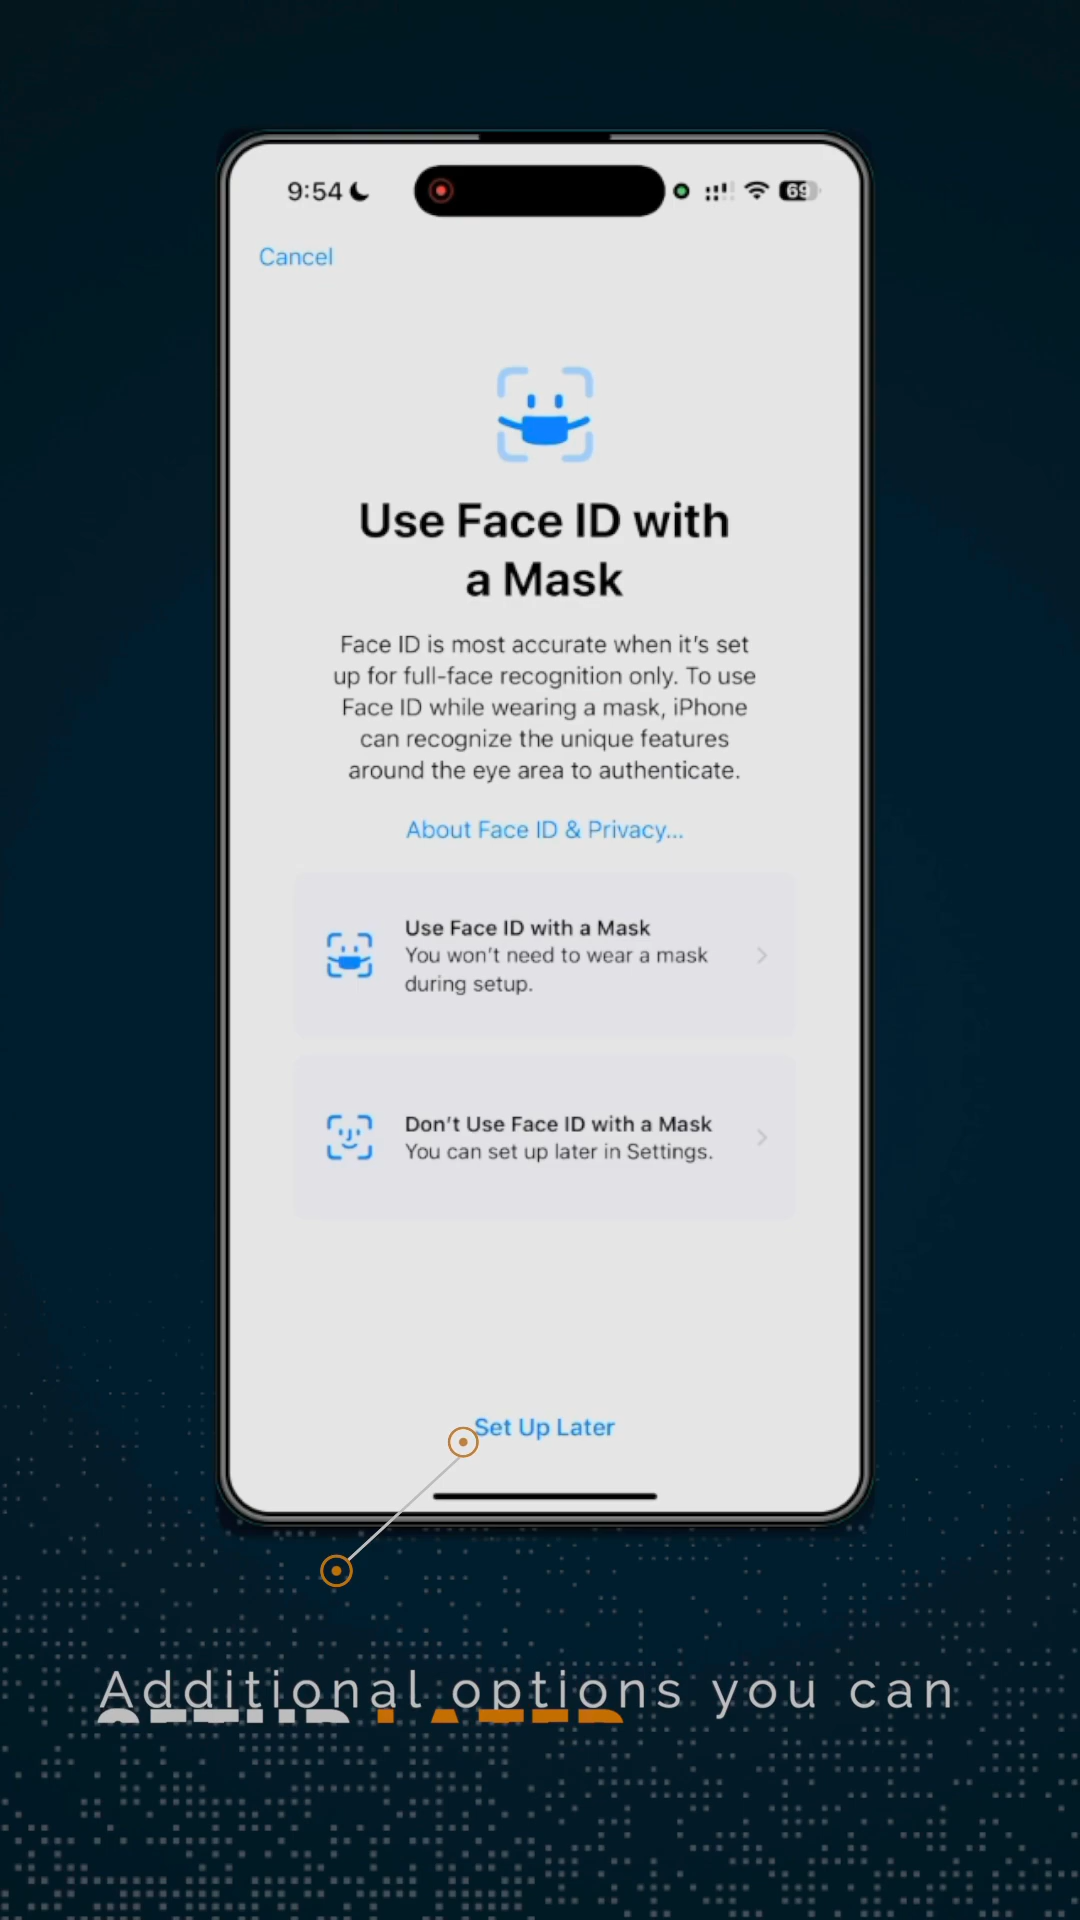 9:54
69
Cancel
Use Face ID with
a Mask
Face ID is most accurate when it's set
up for full-face recognition only. To use
Face ID while wearing a mask, iPhone
can recognize the unique features
around the eye area to authenticate.
About Face ID & Privacy...
Use Face ID with a Mask
You won't need to wear a mask
during setup.
Don't Use Face ID with a Mask
You can set up later in Settings.
Set Up Later
Additional options you can